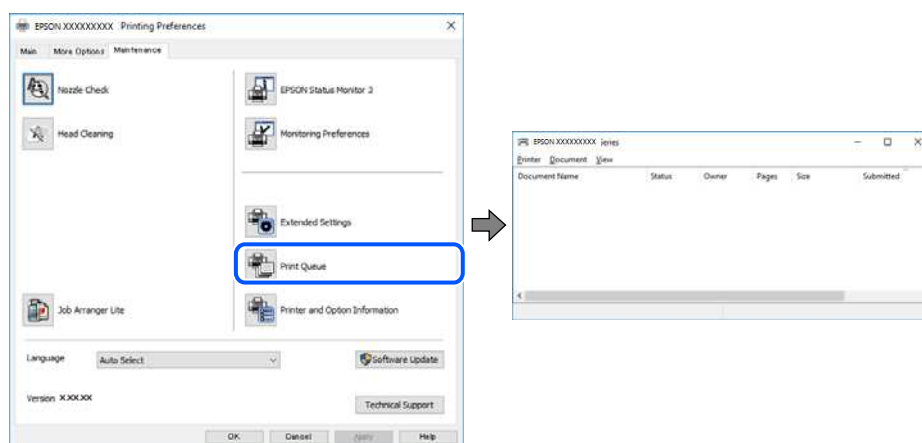 EPSON XXXXXXXXX Printing Preferences
Main More Options Maintenance
Nozzle Check
EPSON Status Monitor 3
Head Cleaning
Monitoring Preferences
Extended Settings
Print Queue
Job Arranger Lite
Printer and Option Information
Language Auto Select
Software Update
Version X.XX.XX
Technical Support
OK Cancel Apply Help
EPSON XXXXXXXXX Series
Printer Document View
Document Name Status Owner Pages Size Submitted